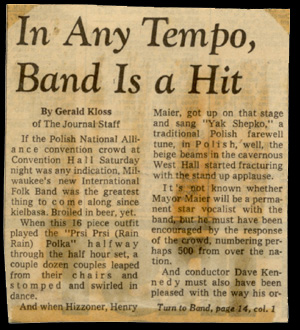 In Any Tempo,
Band Is a Hit
By Gerald Kloss
of The Journal Staff
If the Polish National Alli-
ance convention crowd at
Convention Hall Saturday
night was any indication, Mil-
waukee's new International
Folk Band was the greatest
thing to come along since
kielbasa. Broiled in beer, yet.
When this 16 piece outfit
played the "Prsi Prsi (Rain
Rain) Polka" halfway
through the half hour set, a
couple dozen couples leaped
from their chairs and
stomped and swirled in
dance.
And when Hizzoner, Henry
Maier, got up on that stage
and sang "Yak Shepko," a
traditional Polish farewell
tune, in Polish, well, the
beige beams in the cavernous
West Hall started fracturing
with the stand up applause.
It's not known whether
Mayor Maier will be a perma-
nent star vocalist with the
band, but he must have been
encouraged by the response
of the crowd, numbering per-
haps 500 from over the na-
tion.
And conductor Dave Ken-
nedy must also have been
pleased with the way his or-
Turn to Band, page 14, col. 1